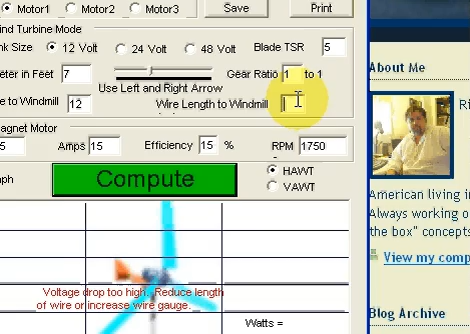 Motor1 Motor2 Motor3 Save Print
ind Turbine Mode
nk Size 12 Volt 24 Volt 48 Volt Blade TSR 5
eter in Feet 7 Gear Ratio 1 to 1
Use Left and Right Arrow
e to Windmill 12 Wire Length to Windmill
agnet Motor
5 Amps 15 Efficiency 15 % RPM 1750
aph Compute HAWT
VAWT
Voltage drop too high. Reduce length
of wire or increase wire gauge.
Watts =
About Me
Ri
American living i
Always working o
the box" concepts
View my comp
Blog Archive